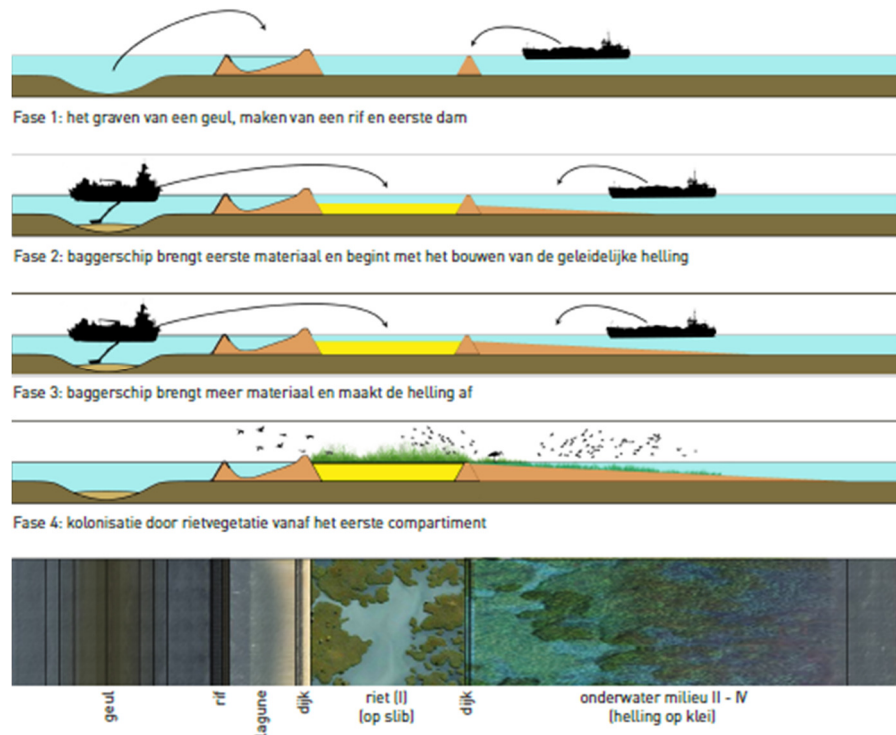 Fase 1: het graven van een geul, maken van een rif en eerste dam
Fase 2: baggerschip brengt eerste materiaal en begint met het bouwen van de geleidelijke helling
Fase 3: baggerschip brengt meer materiaal en maakt de helling af
Fase 4: kolonisatie door rietvegetatie vanaf het eerste compartiment
geul
rif
lagune
dijk
riet (I)
(op slib)
dijk
onderwater milieu II - IV
(helling op klei)